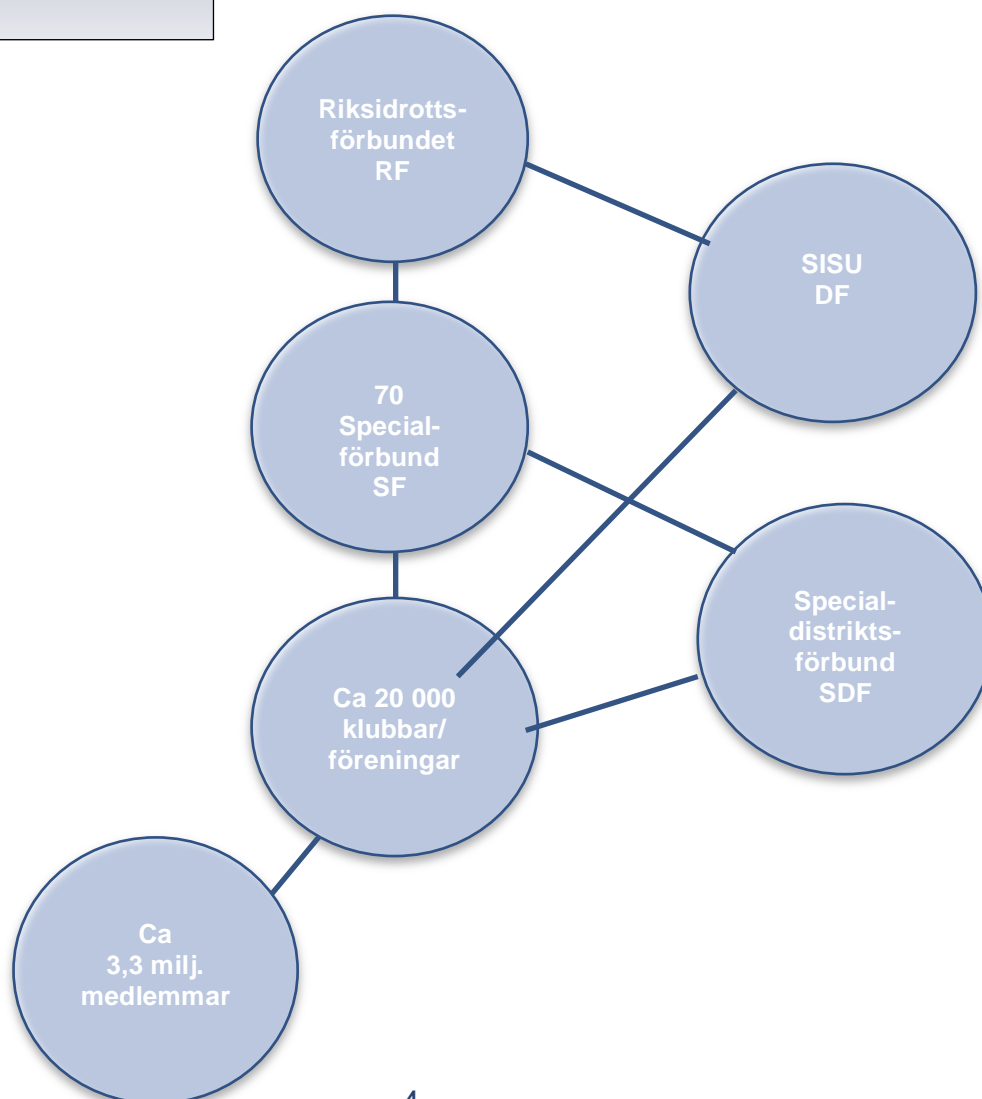 Riksidrotts-
förbundet
RF
SISU
DF
70
Special-
förbund
SF
Special-
distrikts-
förbund
SDF
Ca 20 000
klubbar/
föreningar
Ca
3,3 milj.
medlemmar
4